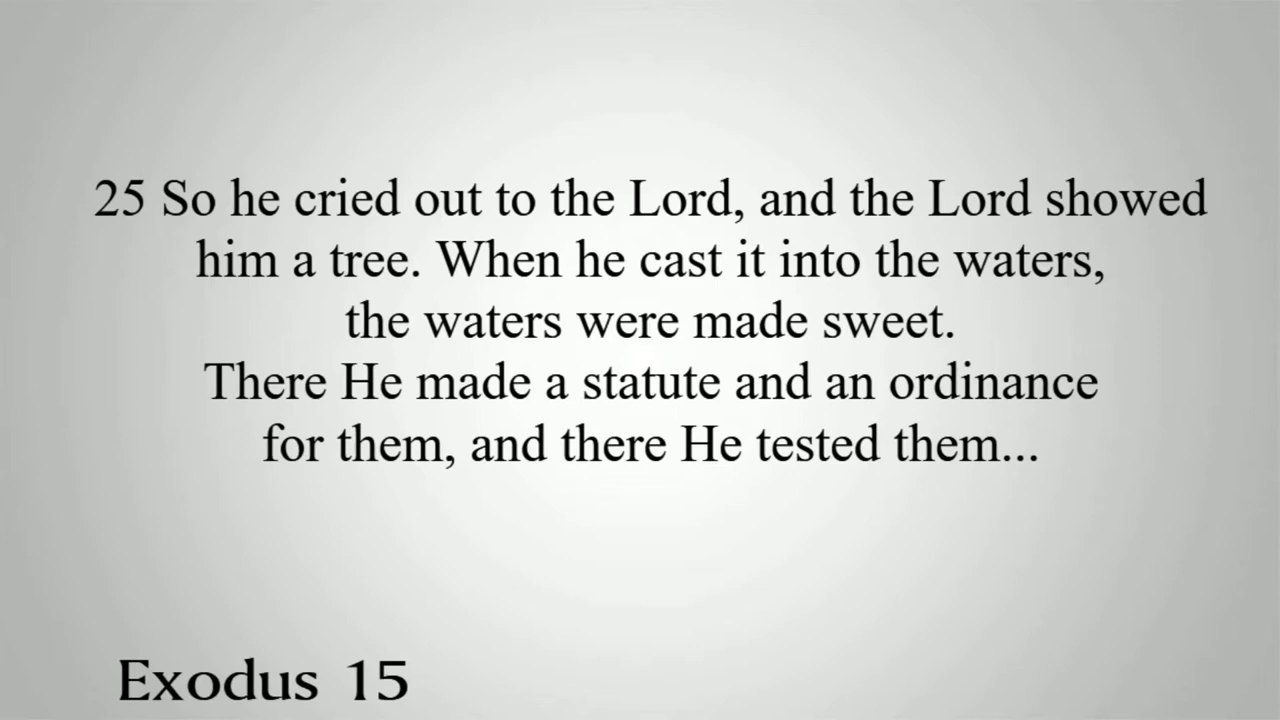 25 So he cried out to the Lord, and the Lord showed
him a tree. When he cast it into the waters,
the waters were made sweet.
There He made a statute and an ordinance
for them, and there He tested them...
Exodus 15